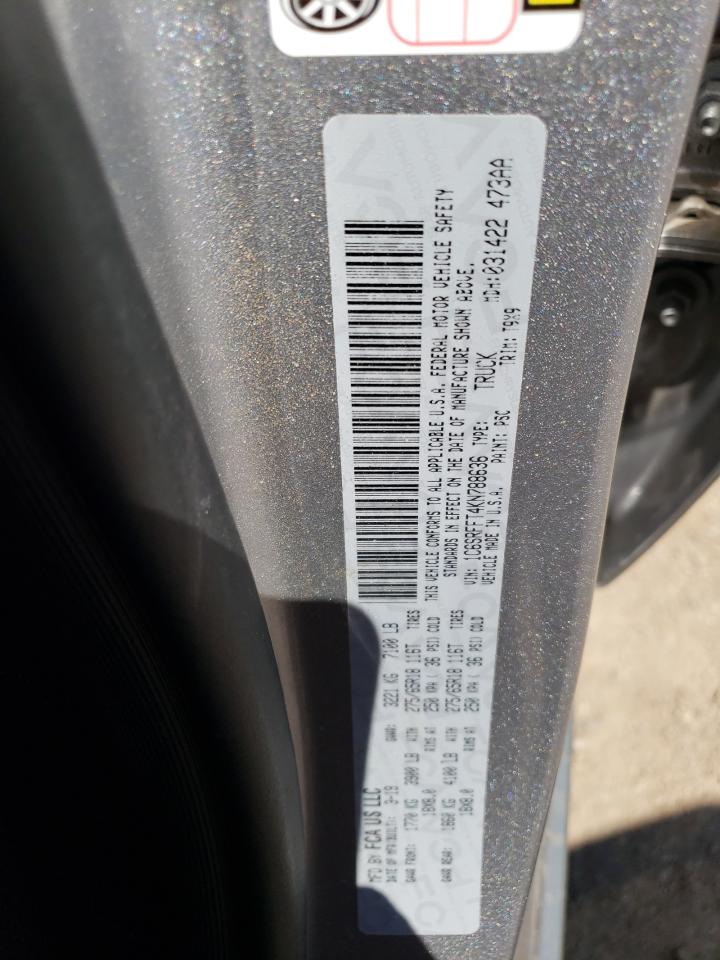 MFD BY FCA US LLC
DATE OF MFR/BUILT: 3-19 GVWR: 3221 KG 7100 LB
GAWR FRONT: 1770 KG 3900 LB WITH 275/65R18 116T TIRES
18X8.0 RIMS AT 250 KPA ( 36 PSI) COLD
GAWR REAR: 1860 KG 4100 LB WITH 275/65R18 116T TIRES
18X8.0 RIMS AT 250 KPA ( 36 PSI) COLD
THIS VEHICLE CONFORMS TO ALL APPLICABLE U.S.A. FEDERAL MOTOR VEHICLE SAFETY
STANDARDS IN EFFECT ON THE DATE OF MANUFACTURE SHOWN ABOVE.
VIN: 1C6SRFFT4KN788636 TYPE: TRUCK MDH:031422 473AA
VEHICLE MADE IN U.S.A. PAINT: PSC TRIM: T9X9